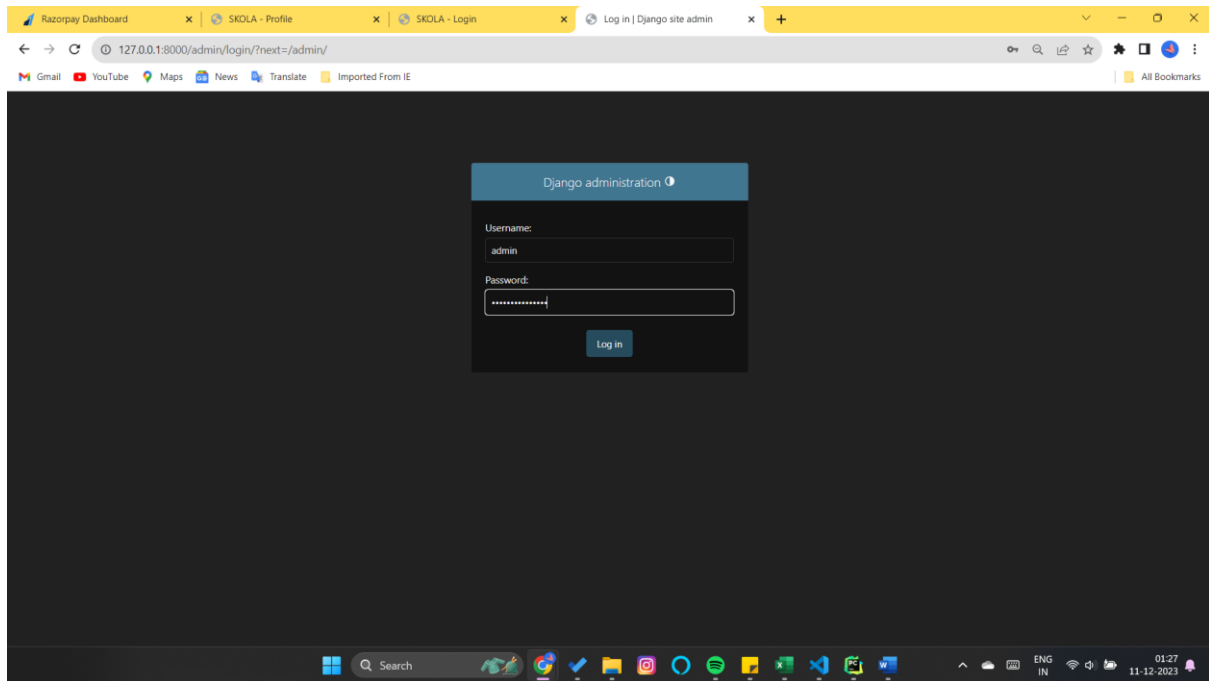 Razorpay Dashboard
SKOLA - Profile
SKOLA - Login
Log in | Django site admin
127.0.0.1:8000/admin/login/?next=/admin/
Gmail
YouTube
Maps
News
Translate
Imported From IE
All Bookmarks
Django administration
Username:
admin
Password:
•••••••••••••••
Log in
Search
ENG
IN
01:27
11-12-2023